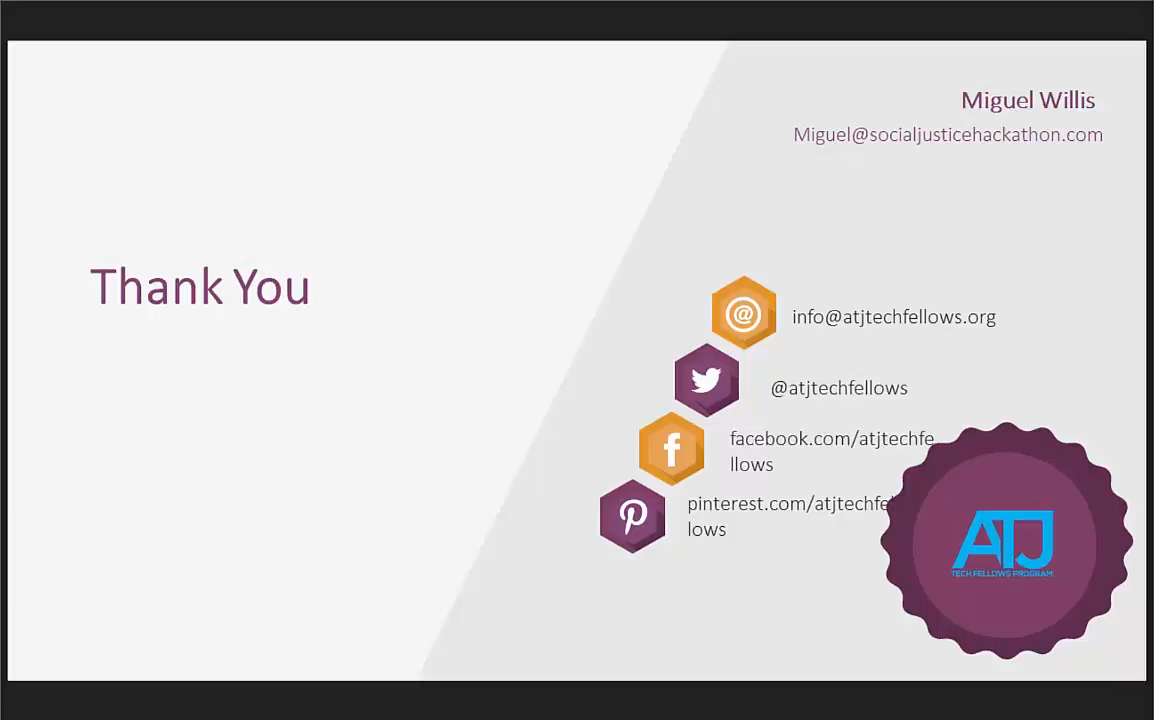 Miguel Willis
Miguel@socialjusticehackathon.com
Thank You
@
info@atjtechfellows.org
@atjtechfellows
facebook.com/atjtechfe
llows
pinterest.com/atjtechfel
lows
ATJ
TECH FELLOWS PROGRAM